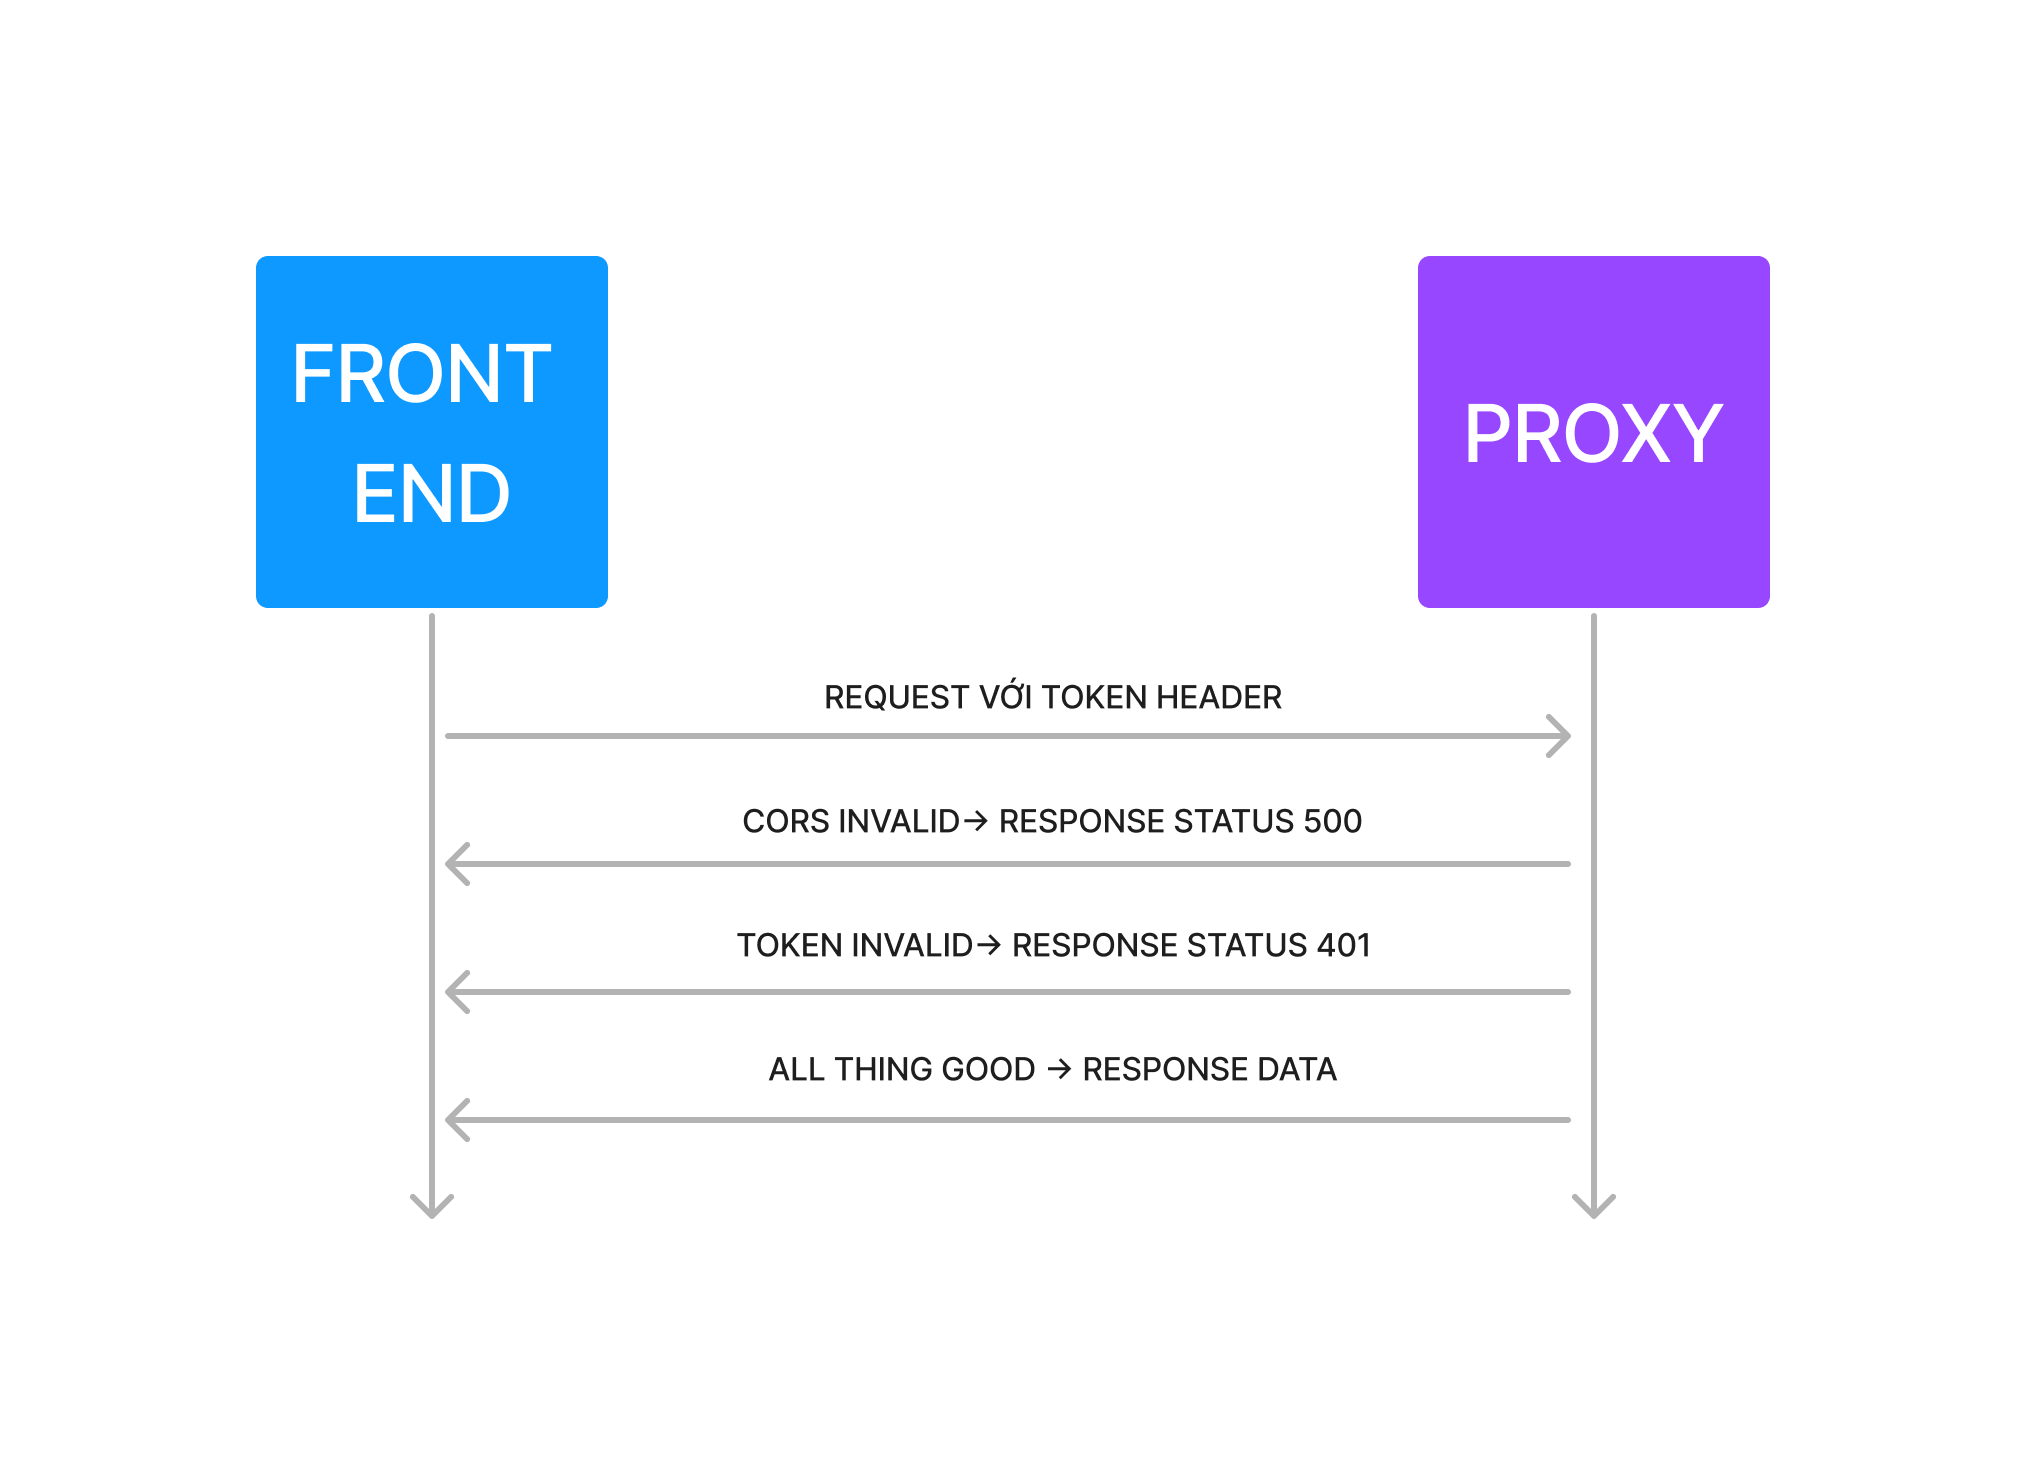 FRONT
END
PROXY
REQUEST VỚI TOKEN HEADER
CORS INVALID→ RESPONSE STATUS 500
TOKEN INVALID→ RESPONSE STATUS 401
ALL THING GOOD → RESPONSE DATA